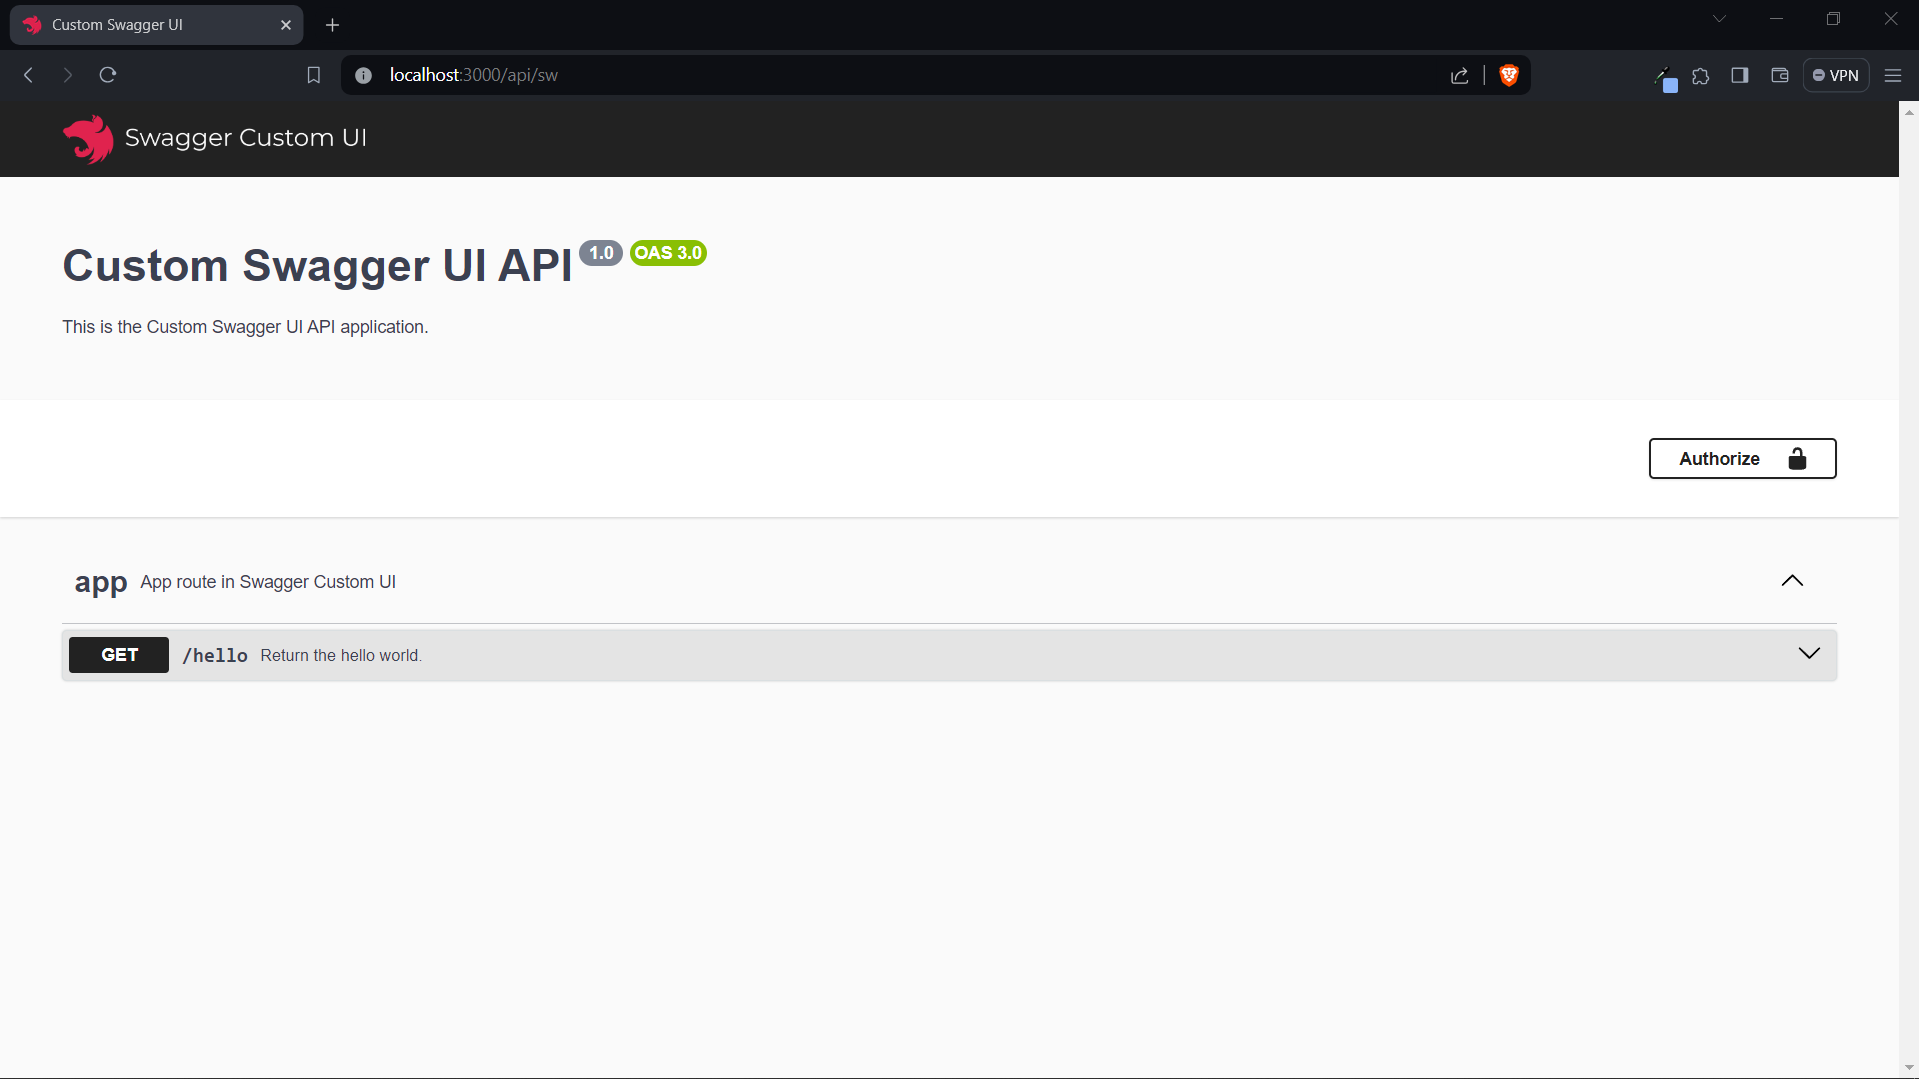 Custom Swagger UI
localhost:3000/api/sw
VPN
Swagger Custom UI
Custom Swagger UI API 1.0 OAS 3.0
This is the Custom Swagger UI API application.
Authorize
app App route in Swagger Custom UI
GET /hello Return the hello world.